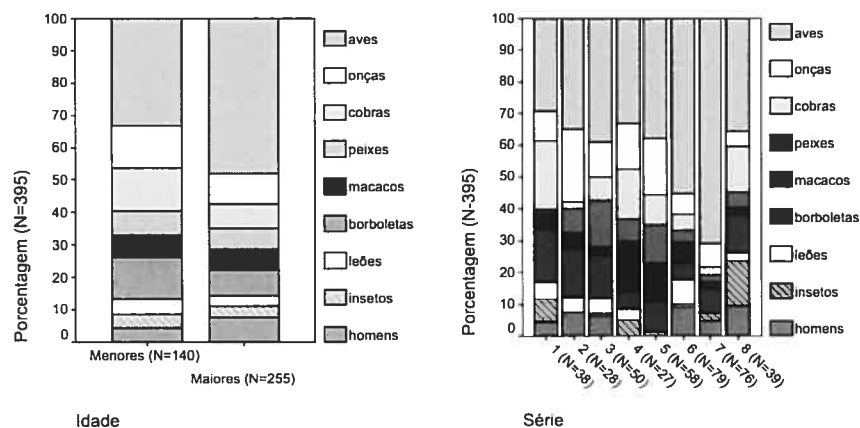 Porcentagem (N=395)
100
90
80
70
60
50
40
30
20
10
0
Menores (N=140)
Maiores (N=255)
Idade
aves
onças
cobras
peixes
macacos
borboletas
leões
insetos
homens
Porcentagem (N-395)
100
90
80
70
60
50
40
30
20
10
0
1 (N=38)
2 (N=28)
3 (N=50)
4 (N=27)
5 (N=58)
6 (N=79)
7 (N=76)
8 (N=39)
Série
aves
onças
cobras
peixes
macacos
borboletas
leões
insetos
homens